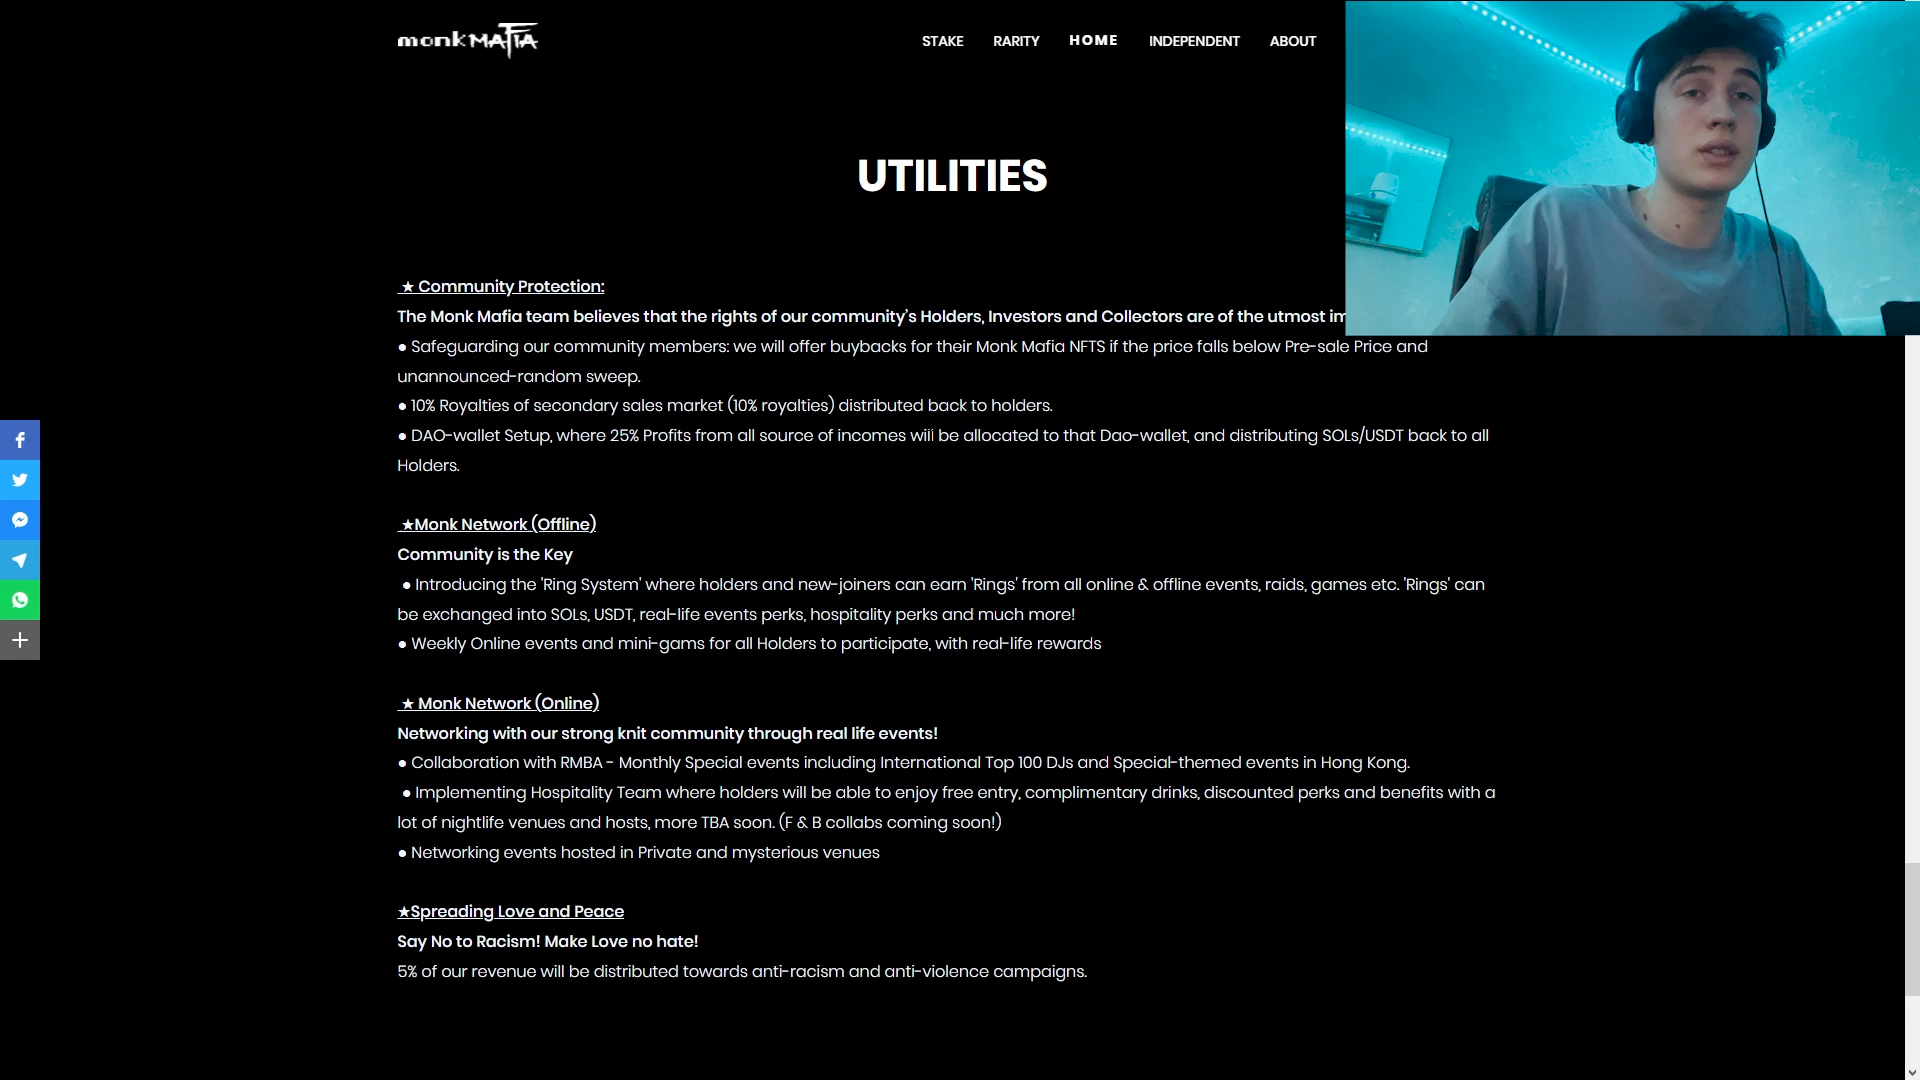 monk MAFIA
STAKE RARITY HOME INDEPENDENT ABOUT
UTILITIES
★ Community Protection:
The Monk Mafia team believes that the rights of our community's Holders, Investors and Collectors are of the utmost
● Safeguarding our community members: we will offer buybacks for their Monk Mafia NFTS if the price falls below Pre-sale Price and
unannounced-random sweep.
● 10% Royalties of secondary sales market (10% royalties) distributed back to holders.
● DAO-wallet Setup, where 25% Profits from all source of incomes will be allocated to that Dao-wallet, and distributing SOLs/USDT back to all
Holders.
★Monk Network (Offline)
Community is the Key
● Introducing the 'Ring System' where holders and new-joiners can earn 'Rings' from all online & offline events, raids, games etc. 'Rings' can
be exchanged into SOLs, USDT, real-life events perks, hospitality perks and much more!
● Weekly Online events and mini-gams for all Holders to participate, with real-life rewards
★ Monk Network (Online)
Networking with our strong knit community through real life events!
● Collaboration with RMBA - Monthly Special events including International Top 100 DJs and Special-themed events in Hong Kong.
● Implementing Hospitality Team where holders will be able to enjoy free entry, complimentary drinks, discounted perks and benefits with a
lot of nightlife venues and hosts, more TBA soon. (F & B collabs coming soon!)
● Networking events hosted in Private and mysterious venues
★Spreading Love and Peace
Say No to Racism! Make Love no hate!
5% of our revenue will be distributed towards anti-racism and anti-violence campaigns.